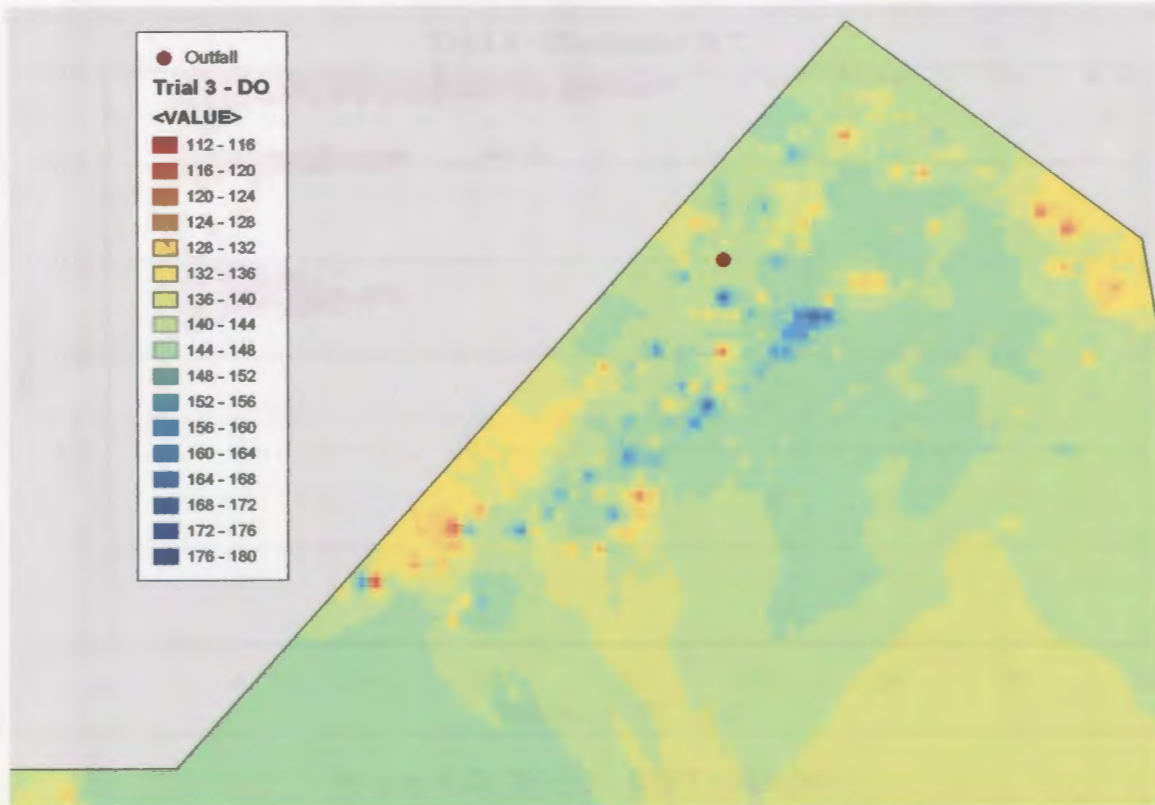 Outfall
Trial 3 - DO
<VALUE>
112 - 116
116 - 120
120 - 124
124 - 128
128 - 132
132 - 136
136 - 140
140 - 144
144 - 148
148 - 152
152 - 156
156 - 160
160 - 164
164 - 168
168 - 172
172 - 176
176 - 180